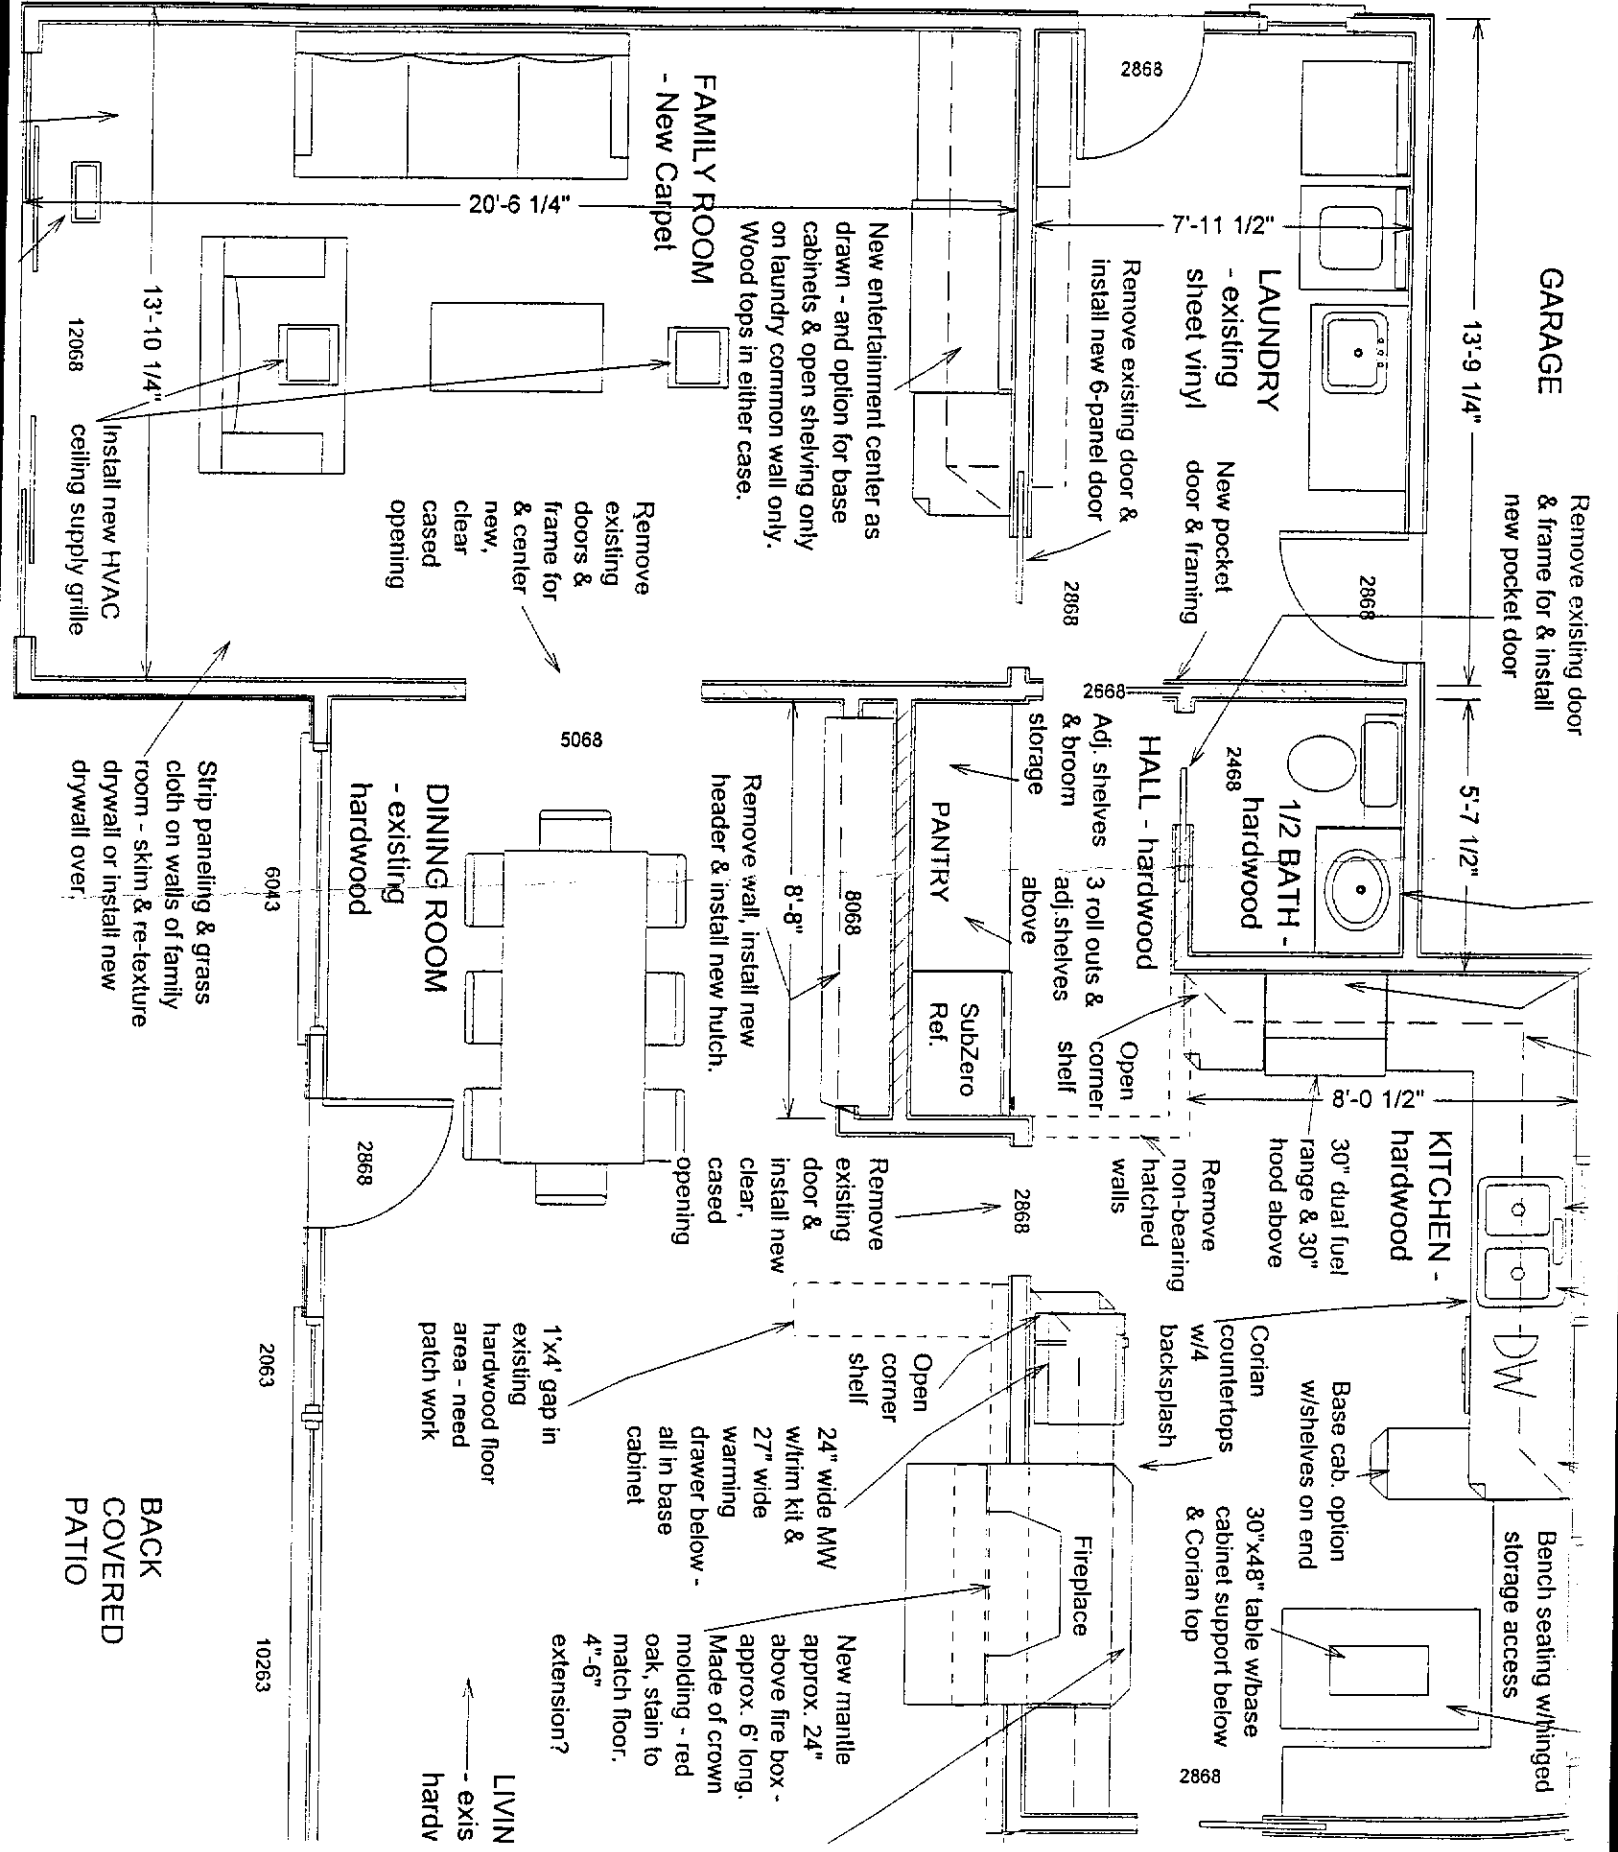 GARAGE
13'-9 1/4"
Remove existing door
& frame for & install
new pocket door
5'-7 1/2"
2868
7'-11 1/2"
LAUNDRY
- existing
sheet vinyl
2868
Remove existing door &
install new 6-panel door
New pocket
door & framing
2868
2668
2468
1/2 BATH -
hardwood
HALL - hardwood
Adj. shelves
& broom
storage
3 roll outs &
adj.shelves
above
Open
corner
shelf
PANTRY
SubZero
Ref.
8068
8'-8"
Remove wall, install new
header & install new hutch.
8'-0 1/2"
KITCHEN -
hardwood
30" dual fuel
range & 30"
hood above
Remove
non-bearing
hatched
walls
DW
Corian
countertops
w/4
backsplash
Base cab. option
w/shelves on end
Bench seating w/hinged
storage access
30"x48" table w/base
cabinet support below
& Corian top
2868
2868
Remove
existing
door &
install new
clear,
cased
opening
Open
corner
shelf
24" wide MW
w/trim kit &
27" wide
warming
drawer below -
all in base
cabinet
Fireplace
New mantle
approx. 24"
above fire box -
approx. 6' long.
Made of crown
molding - red
oak, stain to
match floor.
4"-6"
extension?
1'x4' gap in
existing
hardwood floor
area - need
patch work
FAMILY ROOM
- New Carpet
20'-6 1/4"
New entertainment center as
drawn - and option for base
cabinets & open shelving only
on laundry common wall only.
Wood tops in either case.
Remove
existing
doors &
frame for
& center
new,
clear
cased
opening
13'-10 1/4"
12068
Install new HVAC
ceiling supply grille
5068
DINING ROOM
- existing
hardwood
Strip paneling & grass
cloth on walls of family
room - skim & re-texture
drywall or install new
drywall over
6043
2868
2063
10263
LIVIN
- exis
hardv
BACK
COVERED
PATIO